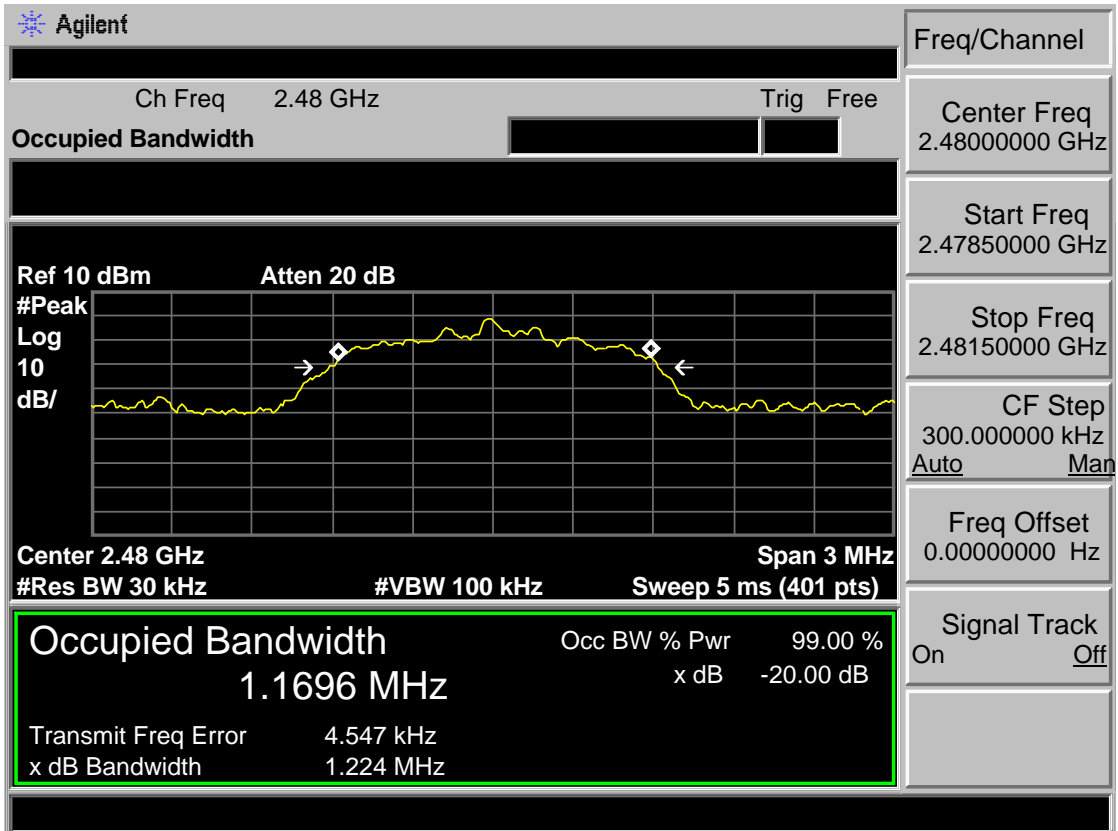 Agilent
Freq/Channel
Ch Freq 2.48 GHz Trig Free
Occupied Bandwidth
Center Freq
2.48000000 GHz
Start Freq
2.47850000 GHz
Stop Freq
2.48150000 GHz
CF Step
300.000000 kHz
Auto Man
Freq Offset
0.00000000 Hz
Signal Track
On Off
Ref 10 dBm Atten 20 dB
#Peak
Log
10
dB/
Center 2.48 GHz Span 3 MHz
#Res BW 30 kHz #VBW 100 kHz Sweep 5 ms (401 pts)
Occupied Bandwidth
1.1696 MHz
Occ BW % Pwr 99.00 %
x dB -20.00 dB
Transmit Freq Error 4.547 kHz
x dB Bandwidth 1.224 MHz